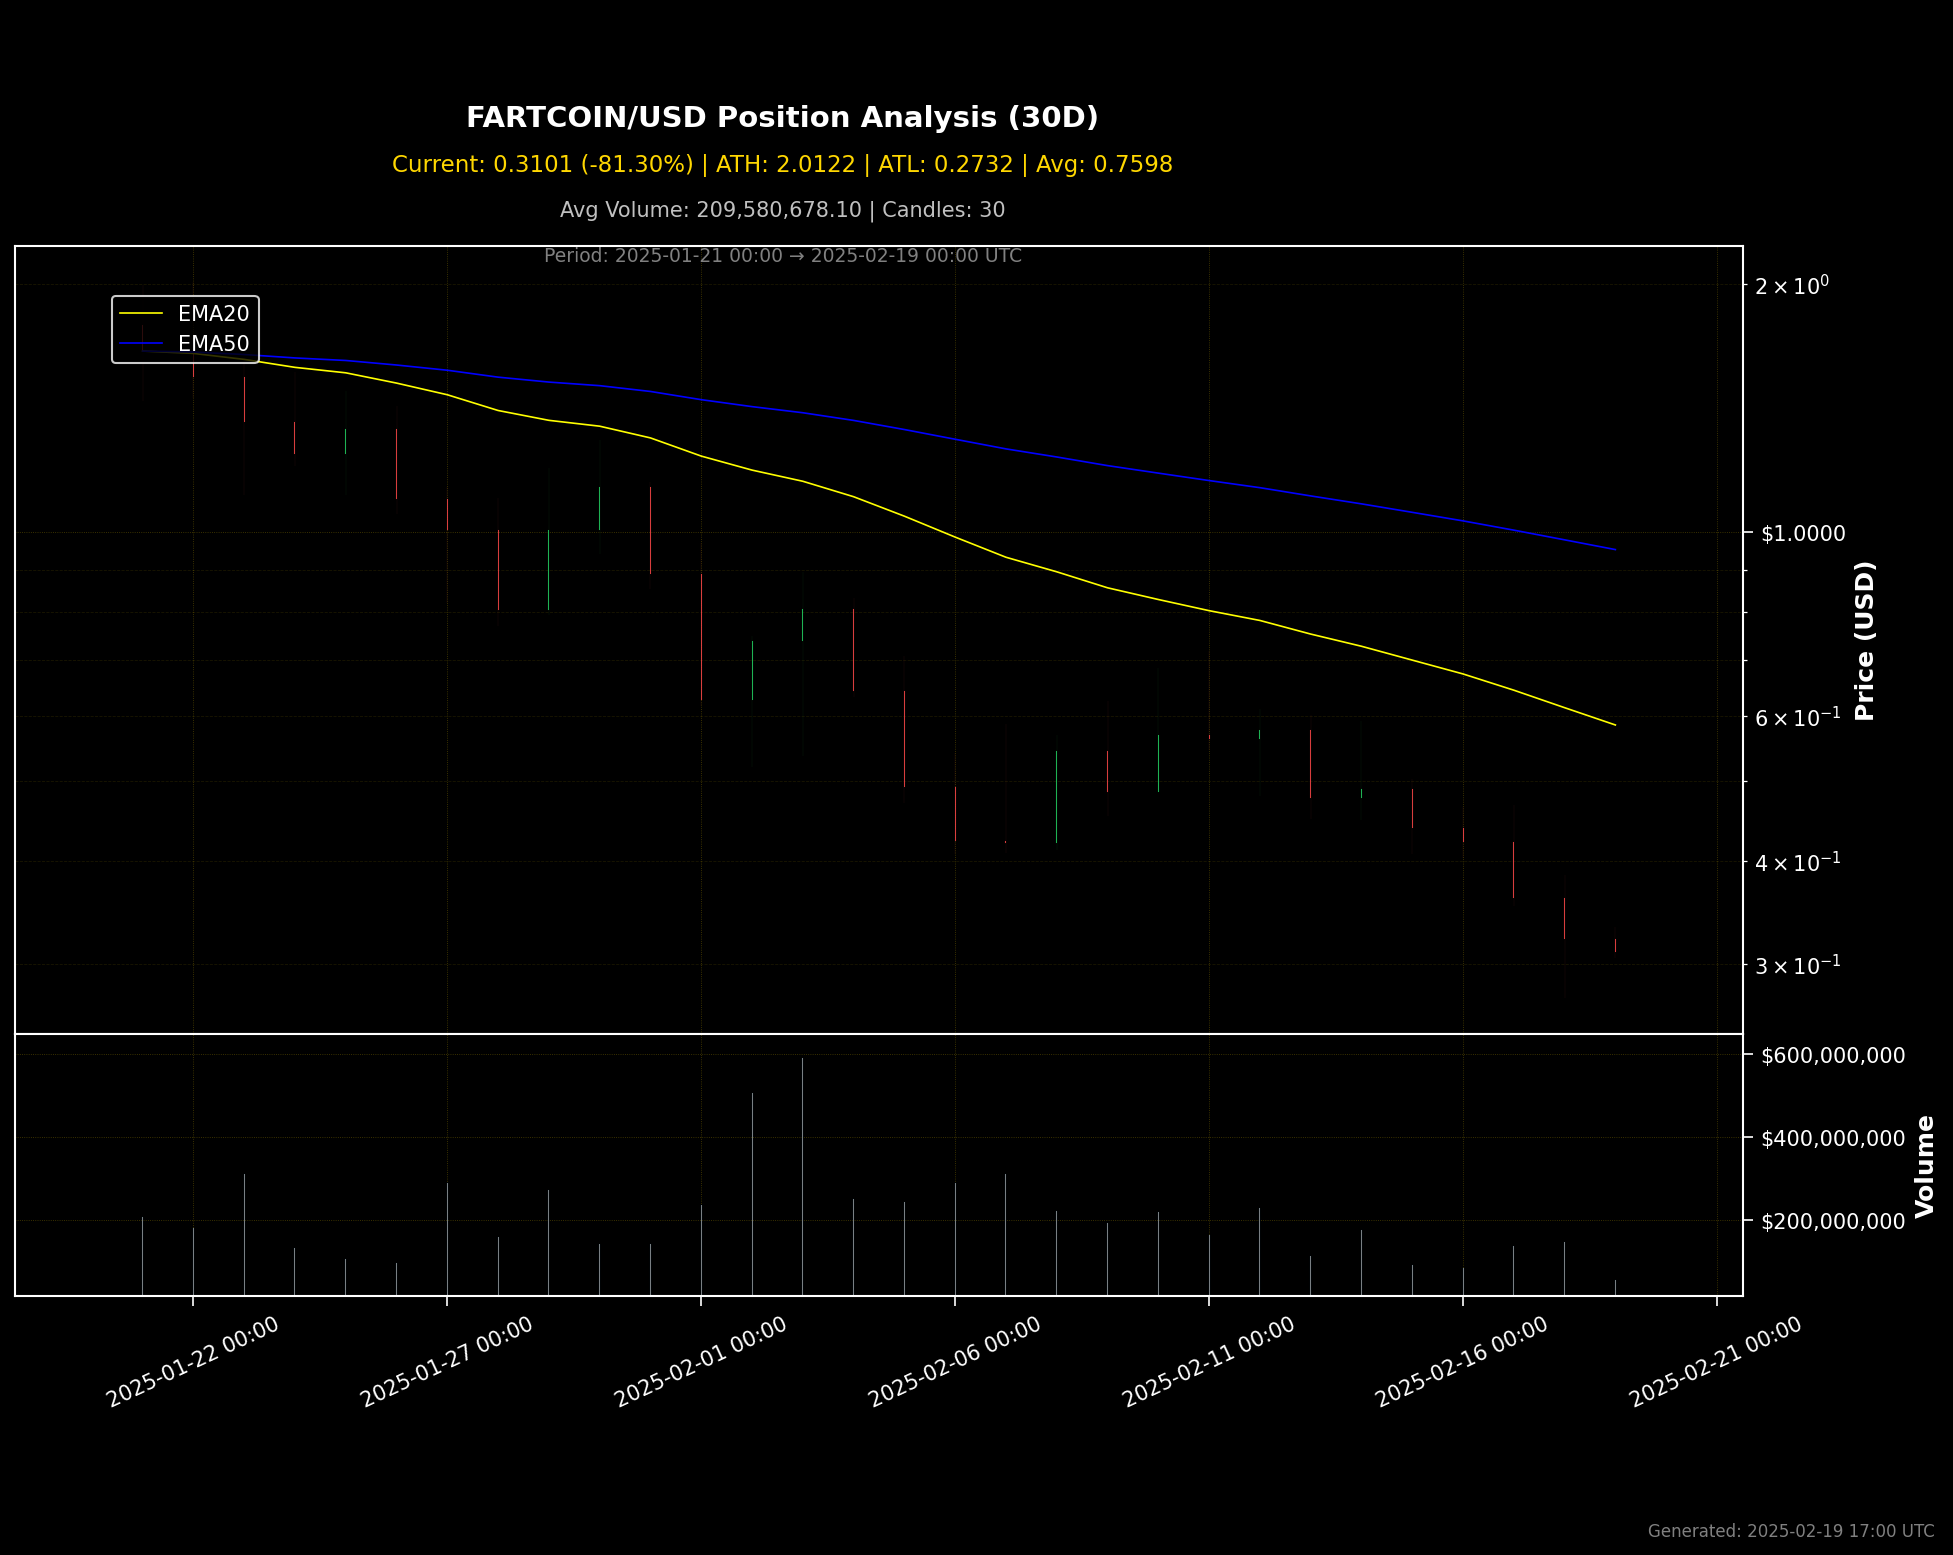 FARTCOIN/USD Position Analysis (30D)
Current: 0.3101 (-81.30%) | ATH: 2.0122 | ATL: 0.2732 | Avg: 0.7598
Avg Volume: 209,580,678.10 | Candles: 30
Period: 2025-01-21 00:00 → 2025-02-19 00:00 UTC
EMA20
EMA50
2 × 10⁰
$1.0000
6 × 10⁻¹
4 × 10⁻¹
3 × 10⁻¹
Price (USD)
$600,000,000
$400,000,000
$200,000,000
Volume
2025-01-22 00:00
2025-01-27 00:00
2025-02-01 00:00
2025-02-06 00:00
2025-02-11 00:00
2025-02-16 00:00
2025-02-21 00:00
Generated: 2025-02-19 17:00 UTC